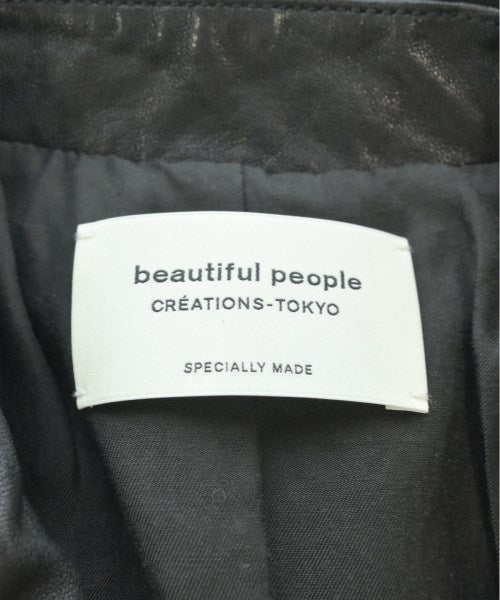 beautiful people
CRÉATIONS-TOKYO
SPECIALLY MADE